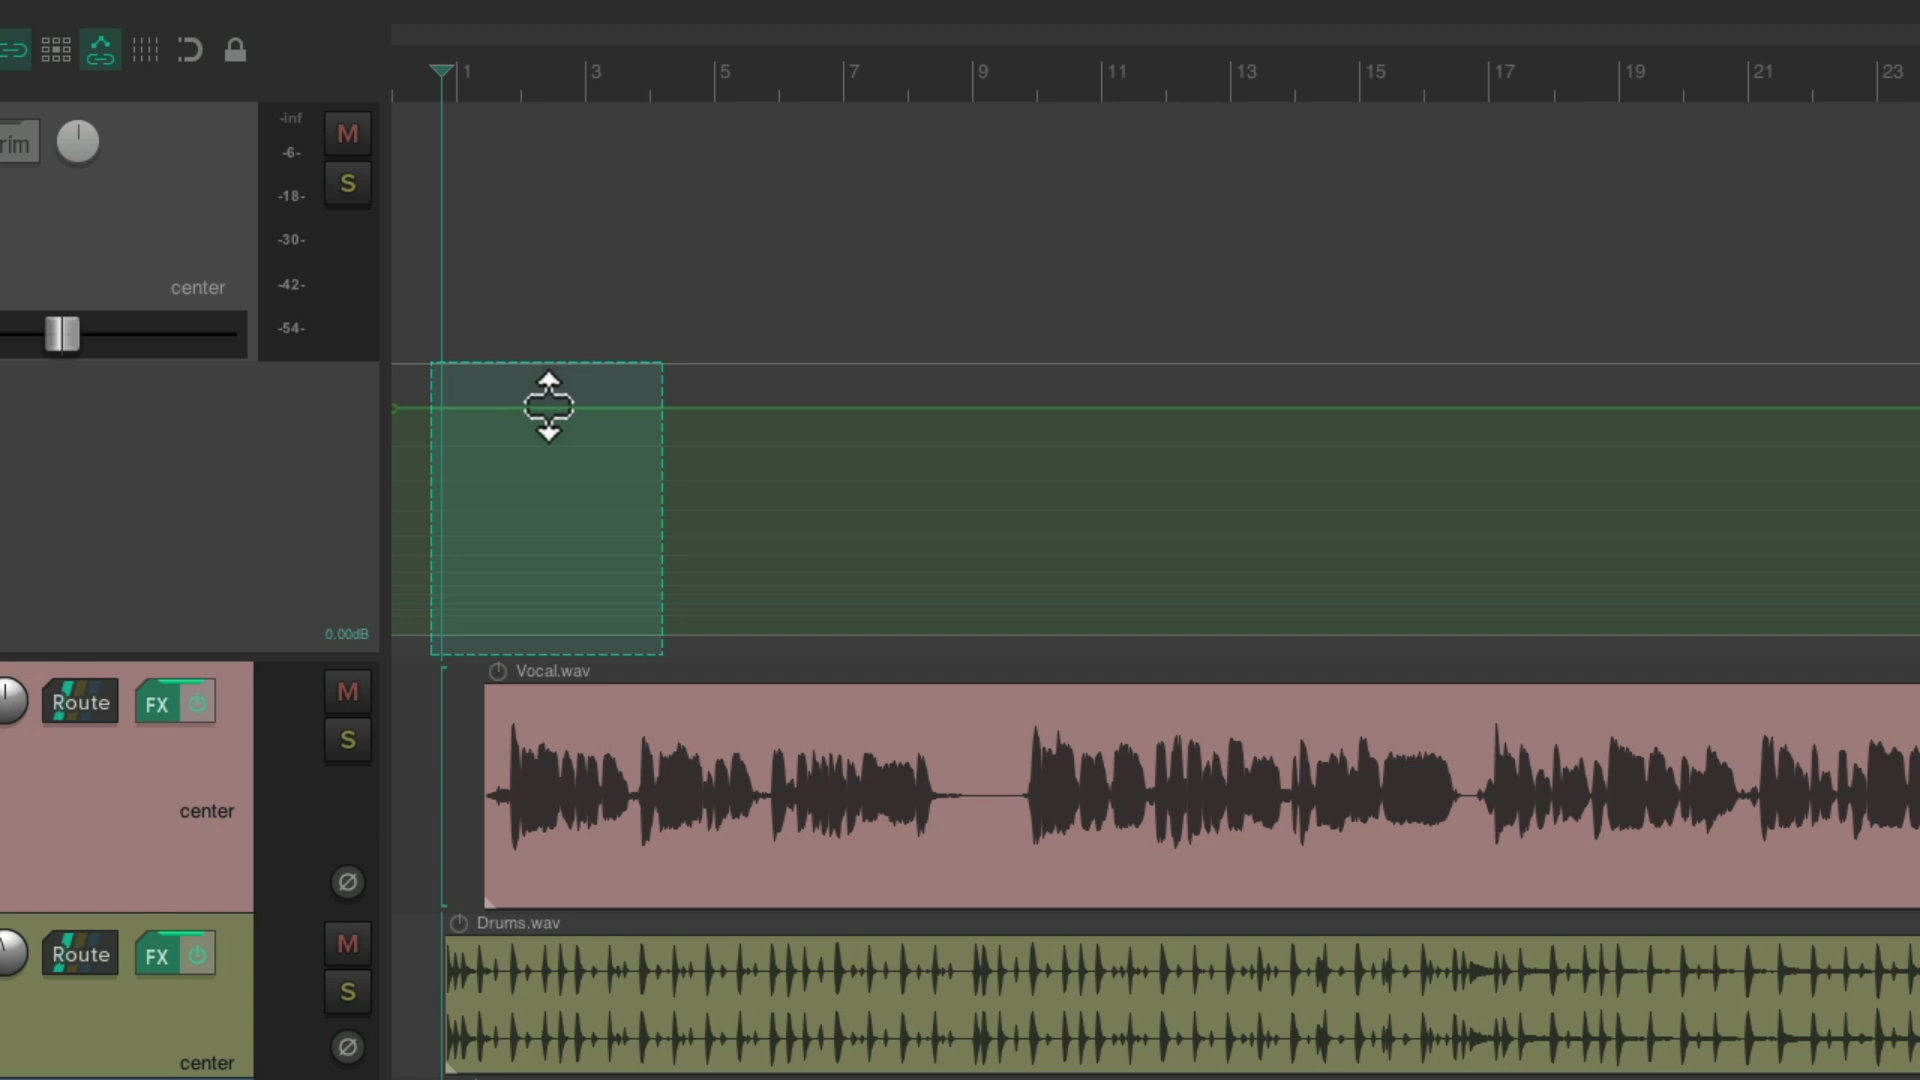 1 3 5 7 9 11 13 15 17 19 21 23
rim
-inf
-6-
-18-
-30-
-42-
-54-
M
S
center
0.00dB
Vocal.wav
Route FX M
S
center
Ø
Drums.wav
Route FX M
S
Ø
center